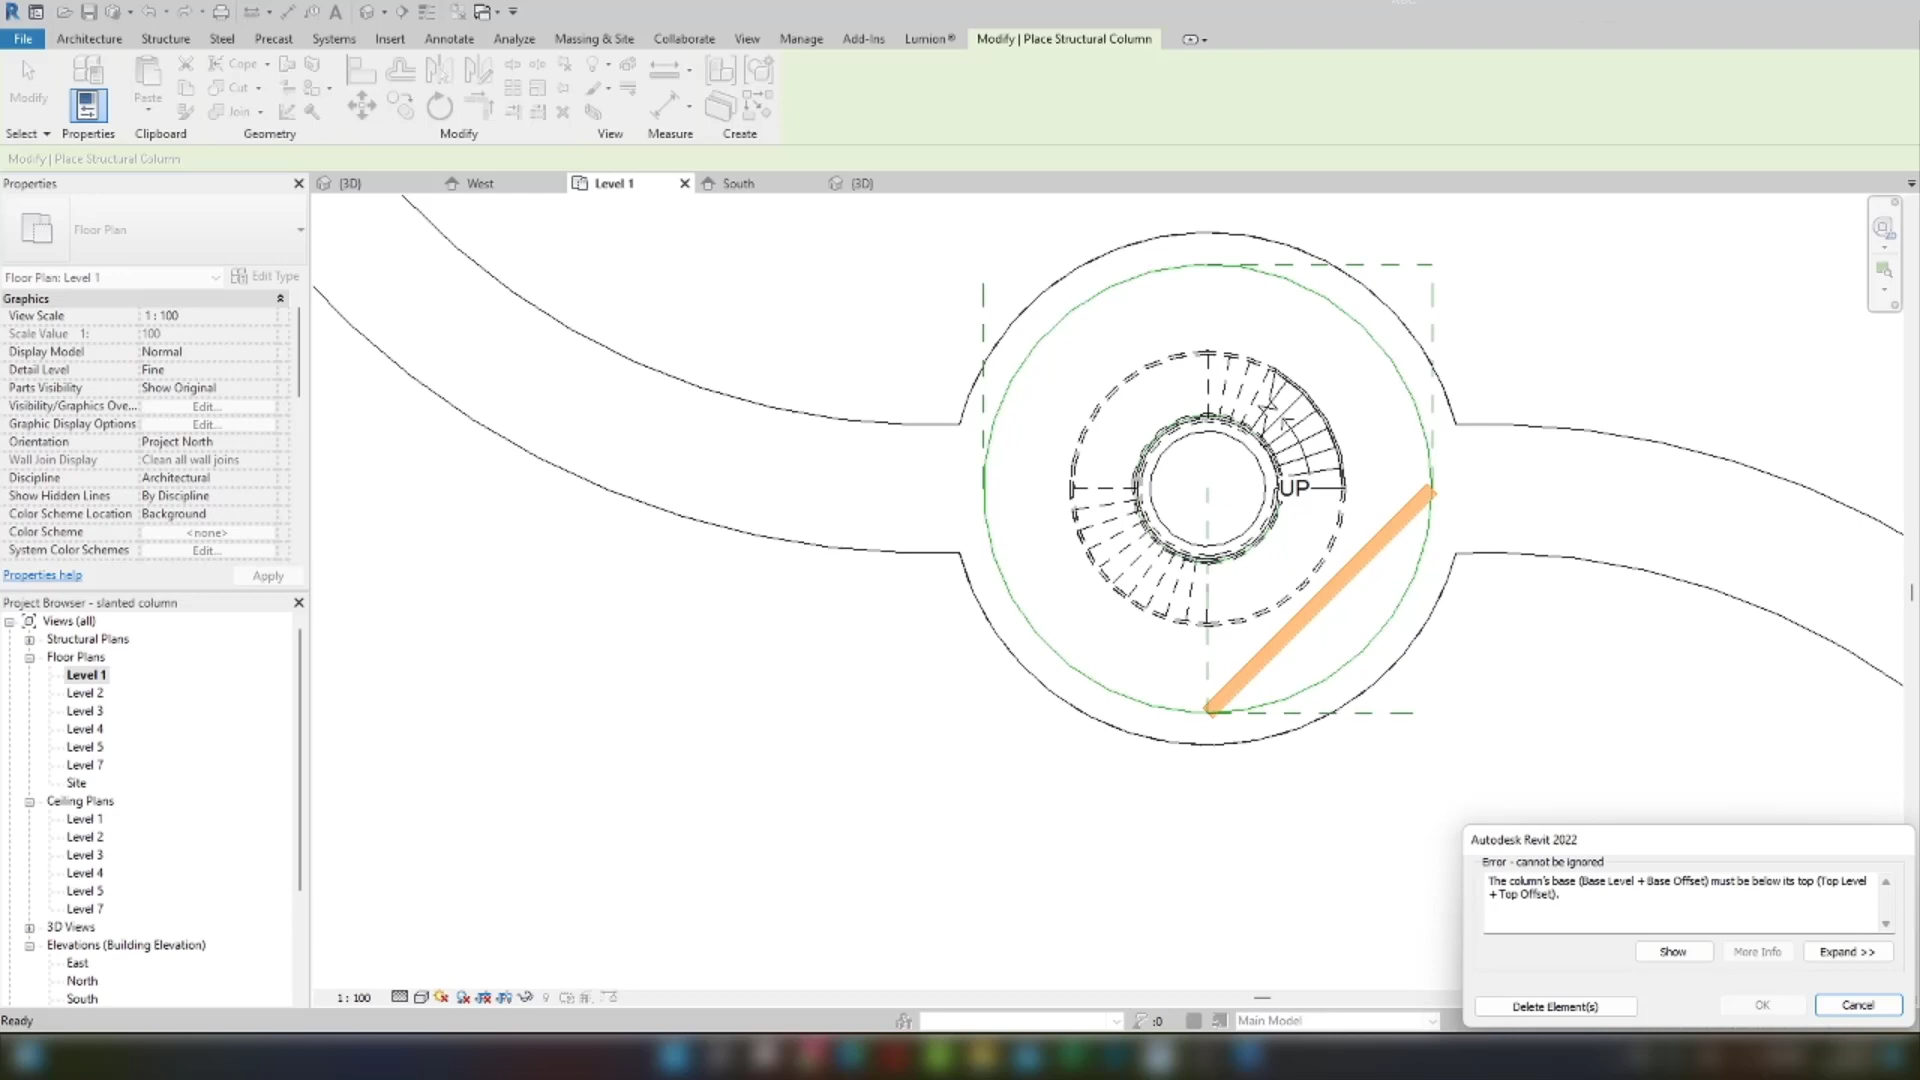 File Architecture Structure Steel Precast Systems Insert Annotate Analyze Massing & Site Collaborate View Manage Add-Ins Lumion® Modify | Place Structural Column
Cope
Modify Paste Cut
Join
Select Properties Clipboard Geometry Modify View Measure Create
Modify | Place Structural Column
Properties {3D} West Level 1 South {3D}
Floor Plan
Floor Plan: Level 1 Edit Type
Graphics
View Scale 1 : 100
Scale Value 1: 100
Display Model Normal
Detail Level Fine
Parts Visibility Show Original
Visibility/Graphics Ove... Edit...
Graphic Display Options Edit...
Orientation Project North
Wall Join Display Clean all wall joins
Discipline Architectural
Show Hidden Lines By Discipline
Color Scheme Location Background
Color Scheme <none>
System Color Schemes Edit...
Properties help Apply
UP
Project Browser - slanted column
Views (all)
Structural Plans
Floor Plans
Level 1
Level 2
Level 3
Level 4
Level 5
Level 7
Site
Ceiling Plans
Level 1
Level 2
Level 3
Level 4
Level 5
Level 7
3D Views
Elevations (Building Elevation)
East
North
South
1 : 100
Ready :0 Main Model
Autodesk Revit 2022
Error - cannot be ignored
The column's base (Base Level + Base Offset) must be below its top (Top Level
+ Top Offset).
Show More Info Expand >>
Delete Element(s) OK Cancel